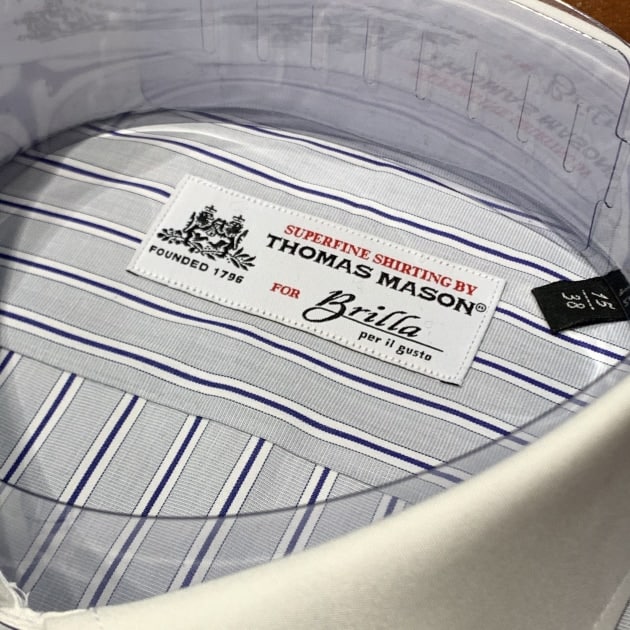 SUPERFINE SHIRTING BY
THOMAS MASON®
FOUNDED 1796
FOR Brilla
per il gusto
15
38